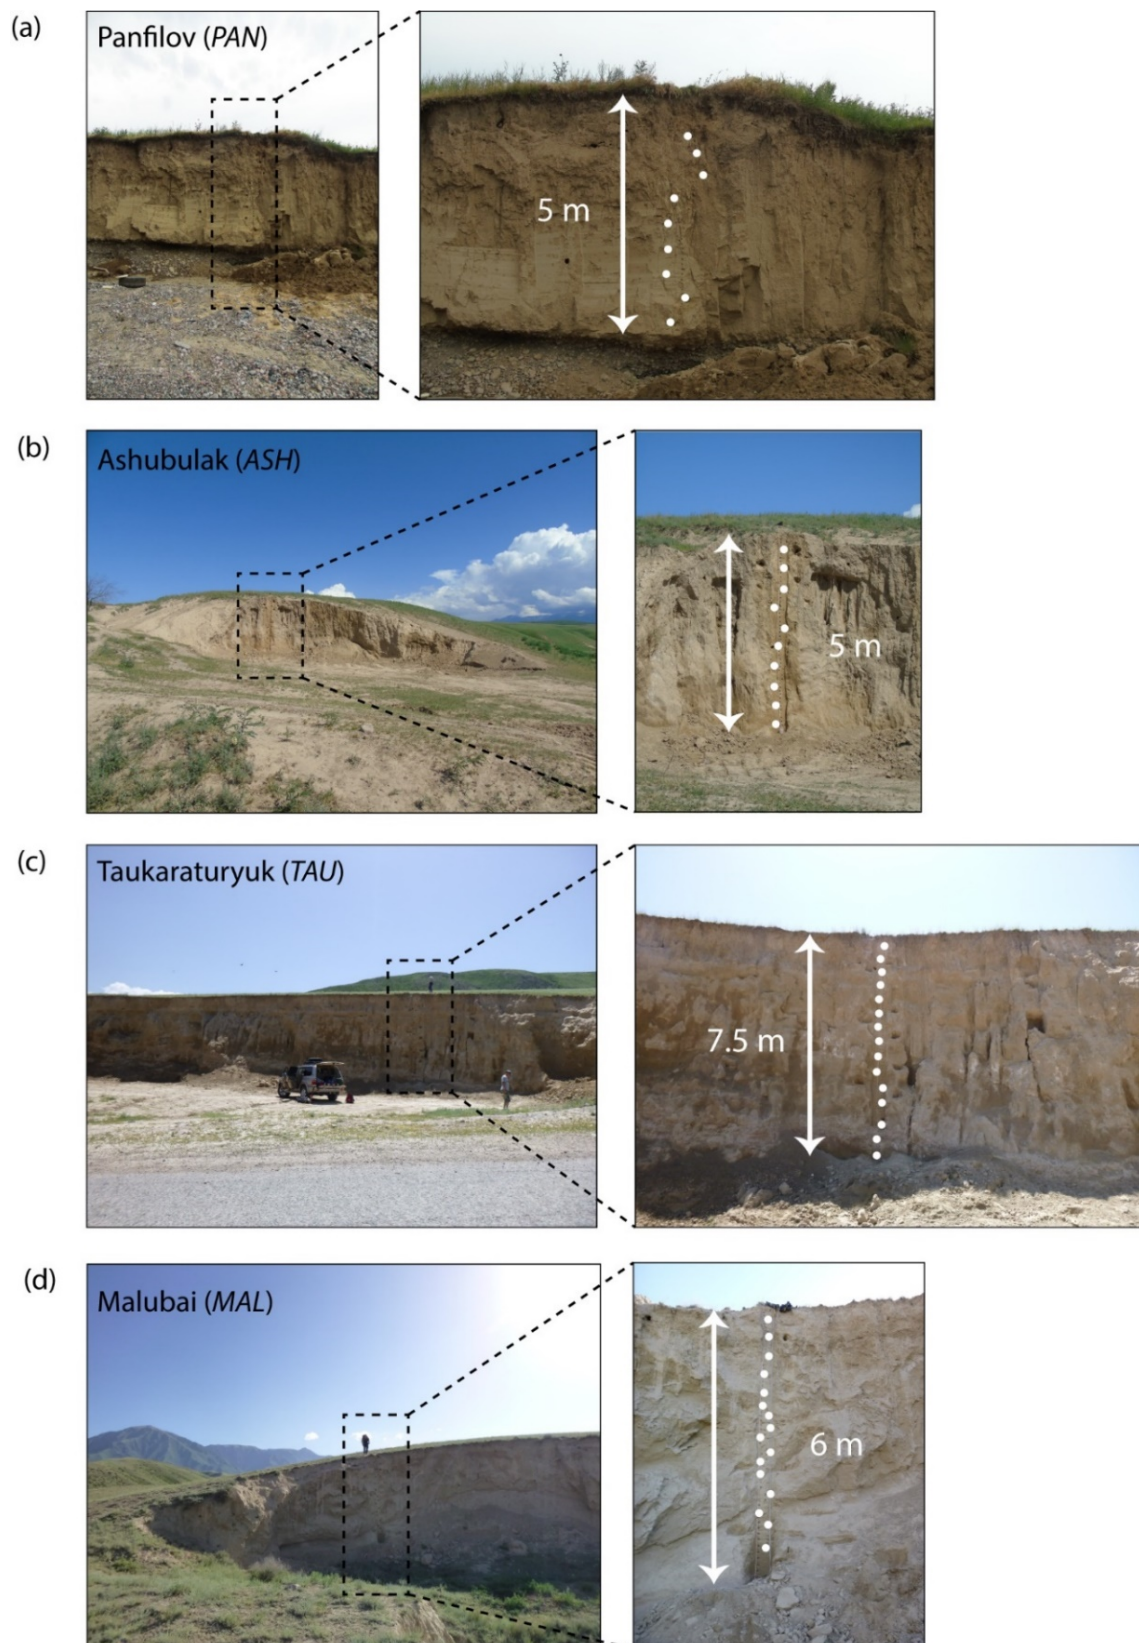 (a)
Panfilov (PAN)
5 m
(b)
Ashubulak (ASH)
5 m
(c)
Taukaraturyuk (TAU)
7.5 m
(d)
Malubai (MAL)
6 m